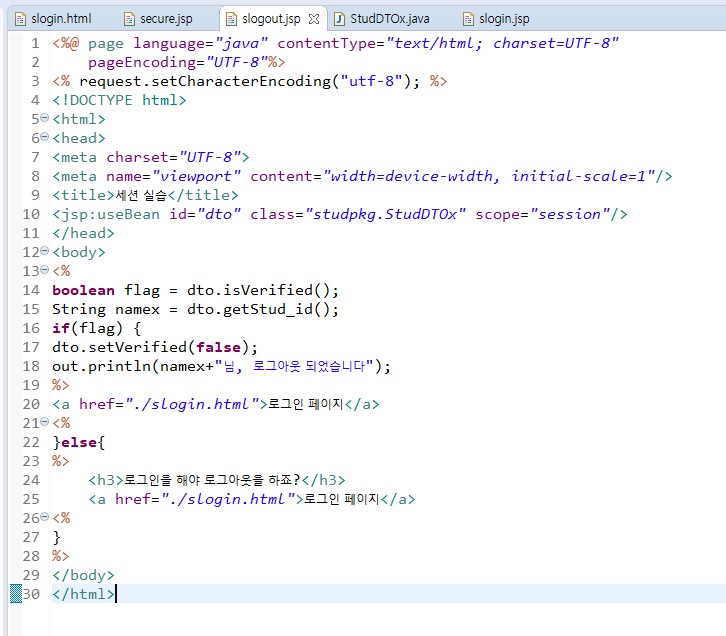 slogin.html secure.jsp slogout.jsp StudDTOx.java slogin.jsp
1 <%@ page language="java" contentType="text/html; charset=UTF-8"
2 pageEncoding="UTF-8"%>
3 <% request.setCharacterEncoding("utf-8"); %>
4 <!DOCTYPE html>
5 <html>
6 <head>
7 <meta charset="UTF-8">
8 <meta name="viewport" content="width=device-width, initial-scale=1"/>
9 <title>세션 실습</title>
10 <jsp:useBean id="dto" class="studpkg.StudDTOx" scope="session"/>
11 </head>
12 <body>
13 <%
14 boolean flag = dto.isVerified();
15 String namex = dto.getStud_id();
16 if(flag) {
17 dto.setVerified(false);
18 out.println(namex+"님, 로그아웃 되었습니다");
19 %>
20 <a href="./slogin.html">로그인 페이지</a>
21 <%
22 }else{
23 %>
24 <h3>로그인을 해야 로그아웃을 하죠?</h3>
25 <a href="./slogin.html">로그인 페이지</a>
26 <%
27 }
28 %>
29 </body>
30 </html>